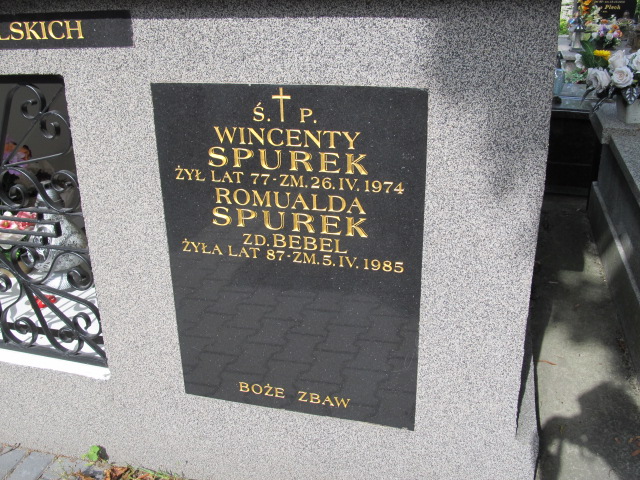 LSKICH
Ś. P.
WINCENTY
SPUREK
ŻYŁ LAT 77-ZM. 26. IV. 1974
ROMUALDA
SPUREK
ZD. BEBEL
ŻYŁA LAT 87-ZM. 5. IV. 1985
BOŻE ZBAW